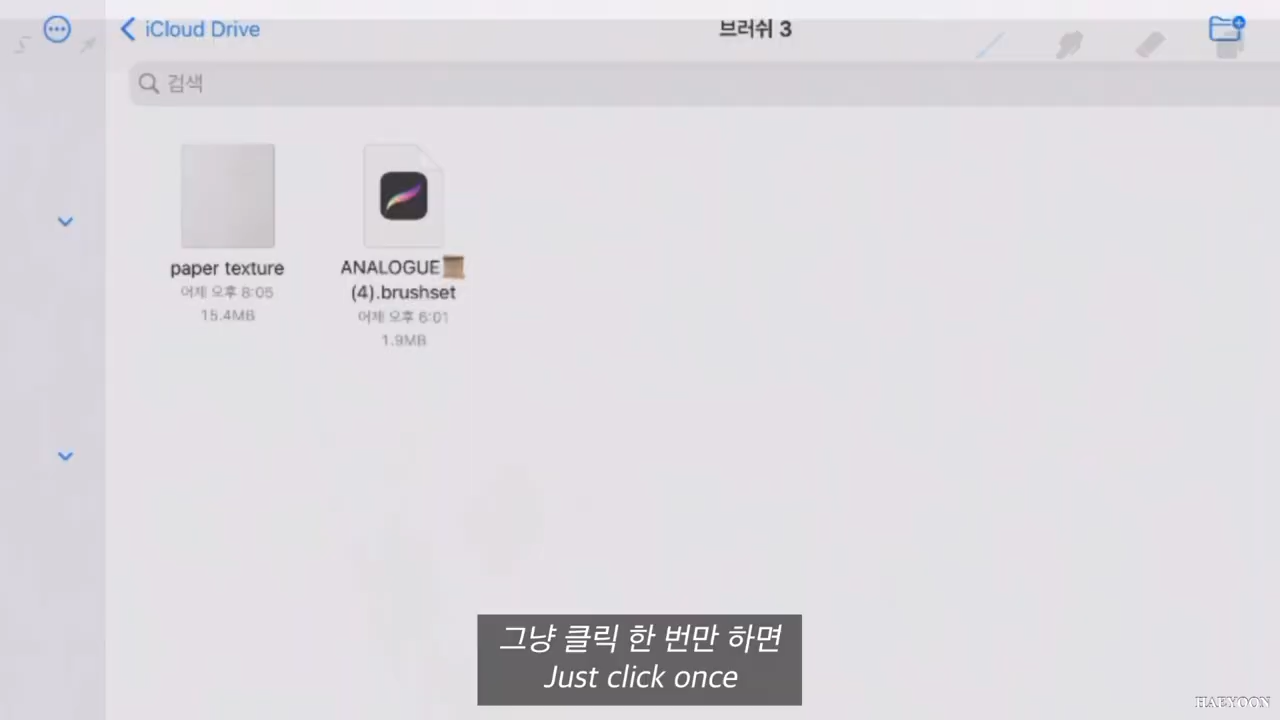 iCloud Drive
브러쉬 3
검색
paper texture
어제 오후 8:05
15.4MB
ANALOGUE
(4).brushset
어제 오후 6:01
1.9MB
그냥 클릭 한 번만 하면
Just click once
HAEYOON